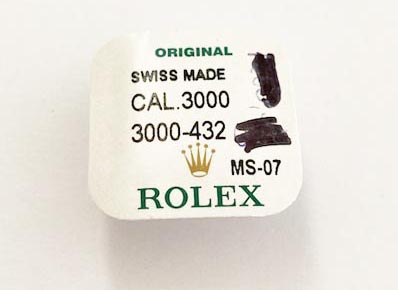 ORIGINAL
SWISS MADE
CAL.3000
3000-432
MS-07
ROLEX